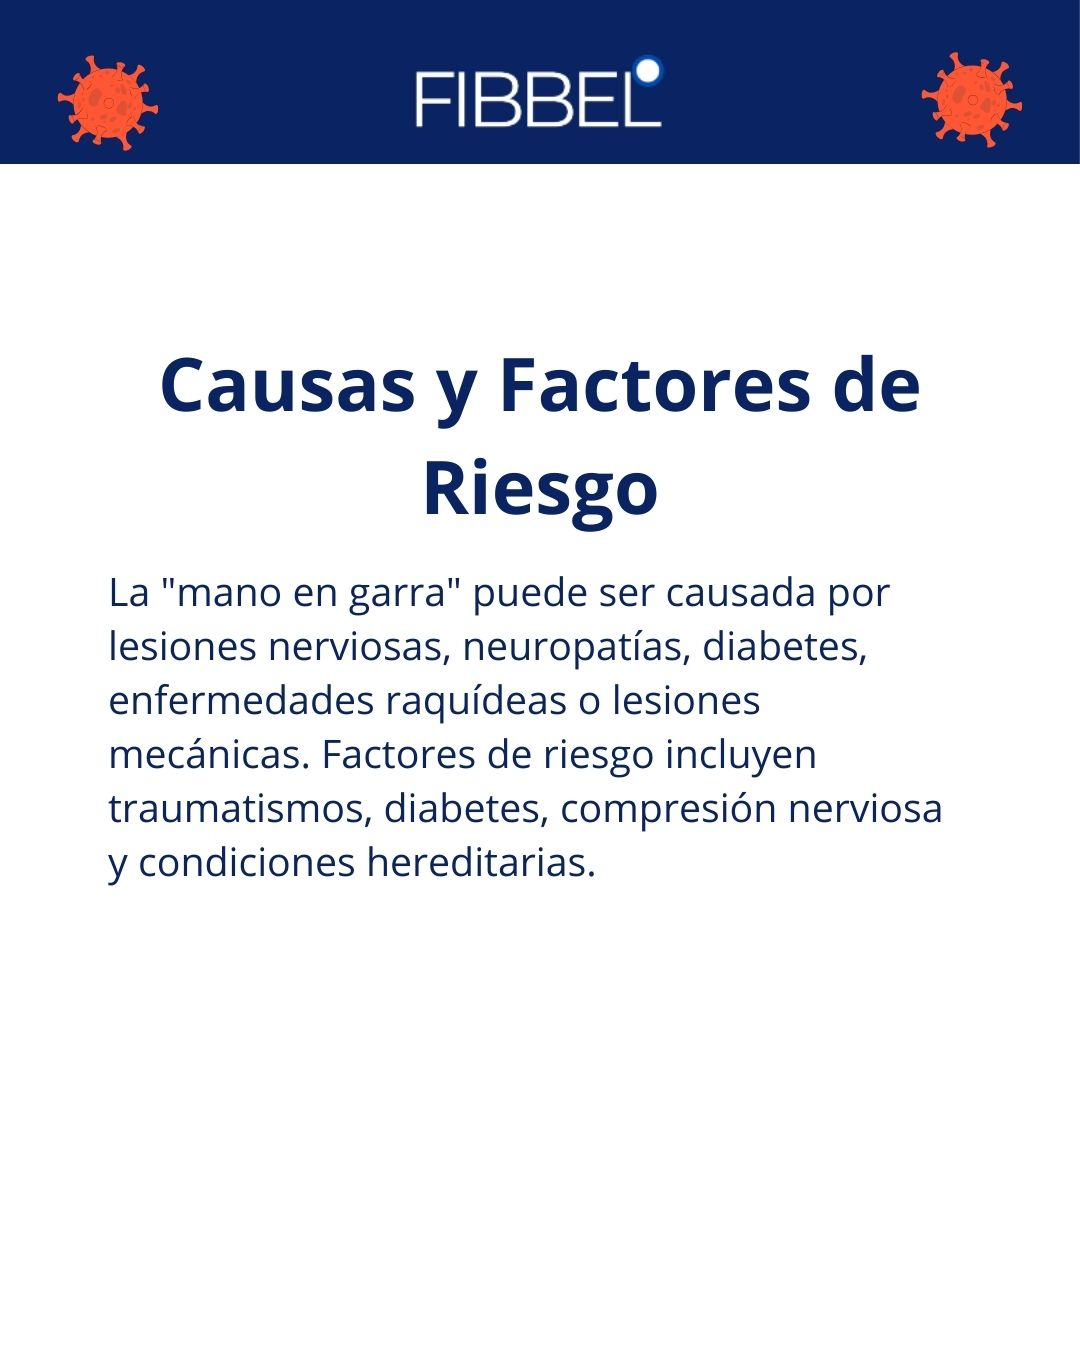 FIBBEL
Causas y Factores de
Riesgo
La "mano en garra" puede ser causada por
lesiones nerviosas, neuropatías, diabetes,
enfermedades raquídeas o lesiones
mecánicas. Factores de riesgo incluyen
traumatismos, diabetes, compresión nerviosa
y condiciones hereditarias.